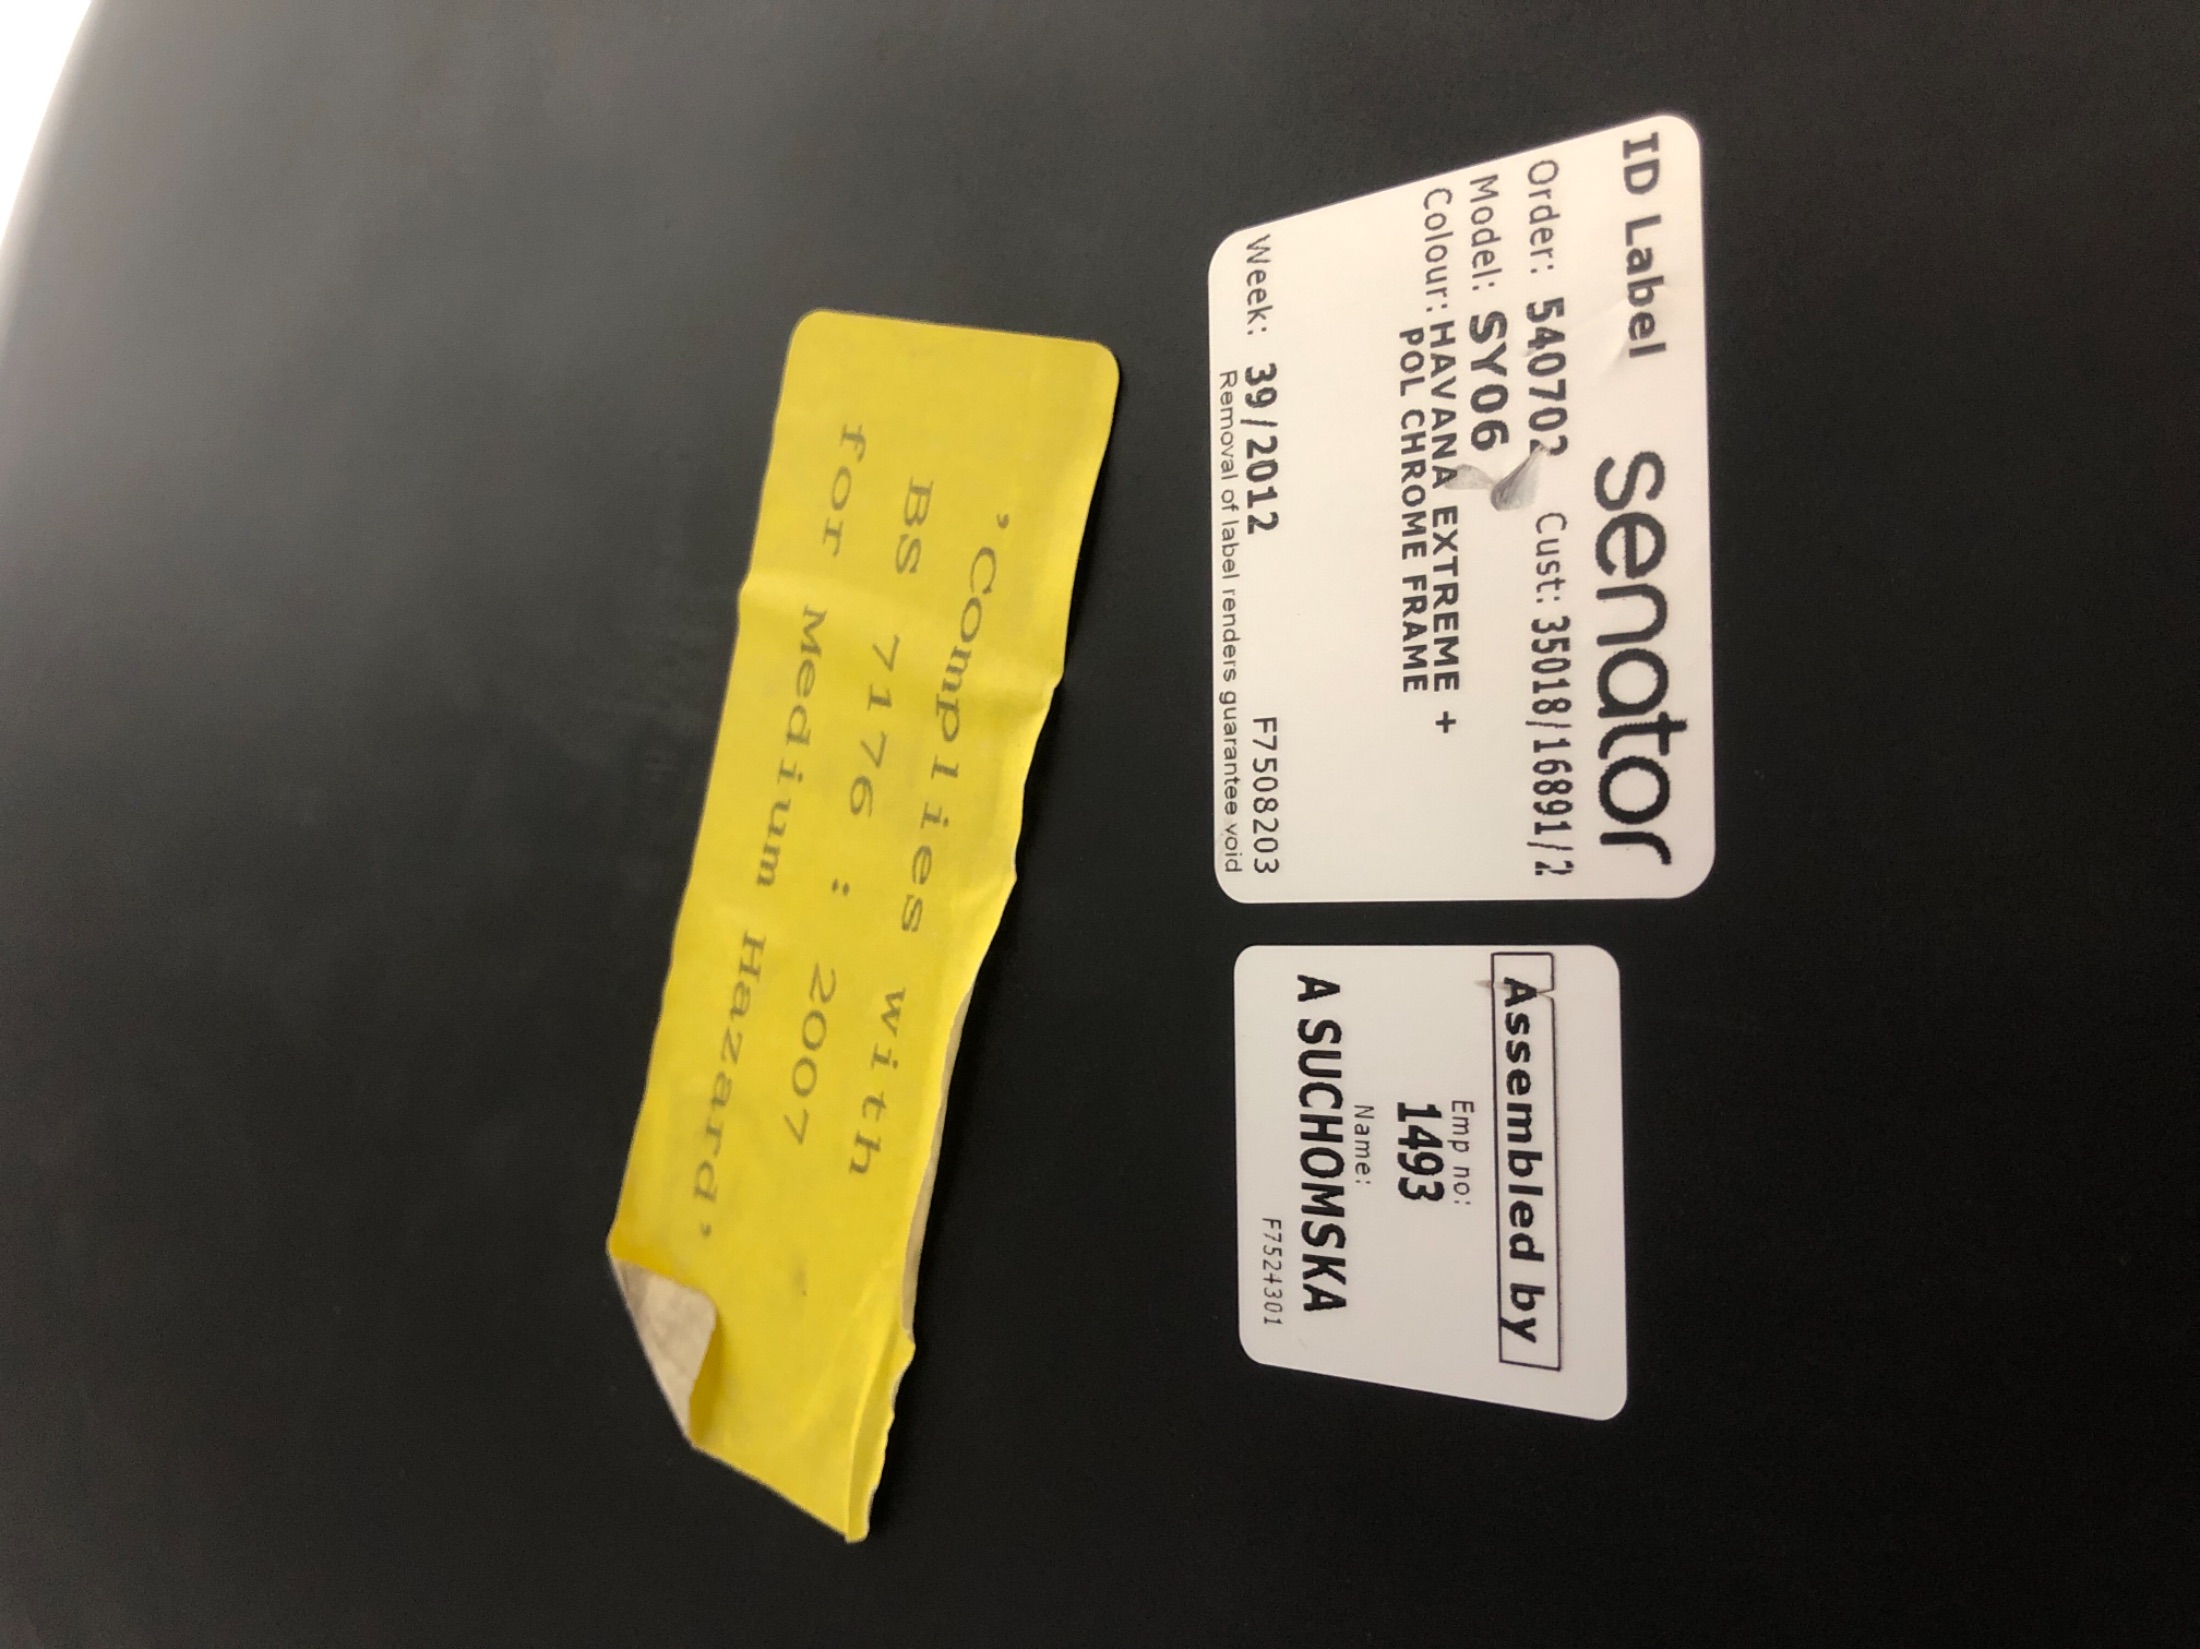 ID Label senator
Order: 540702 Cust: 35018/16891/2
Model: SY06
Colour: HAVANA EXTREME +
POL CHROME FRAME
Week: 39/2012 F7508203
Removal of label renders guarantee void
Assembled by
Emp no:
1493
Name:
A SUCHOMSKA
F7524301
'Complies with
BS 7176 : 2007
for Medium Hazard'